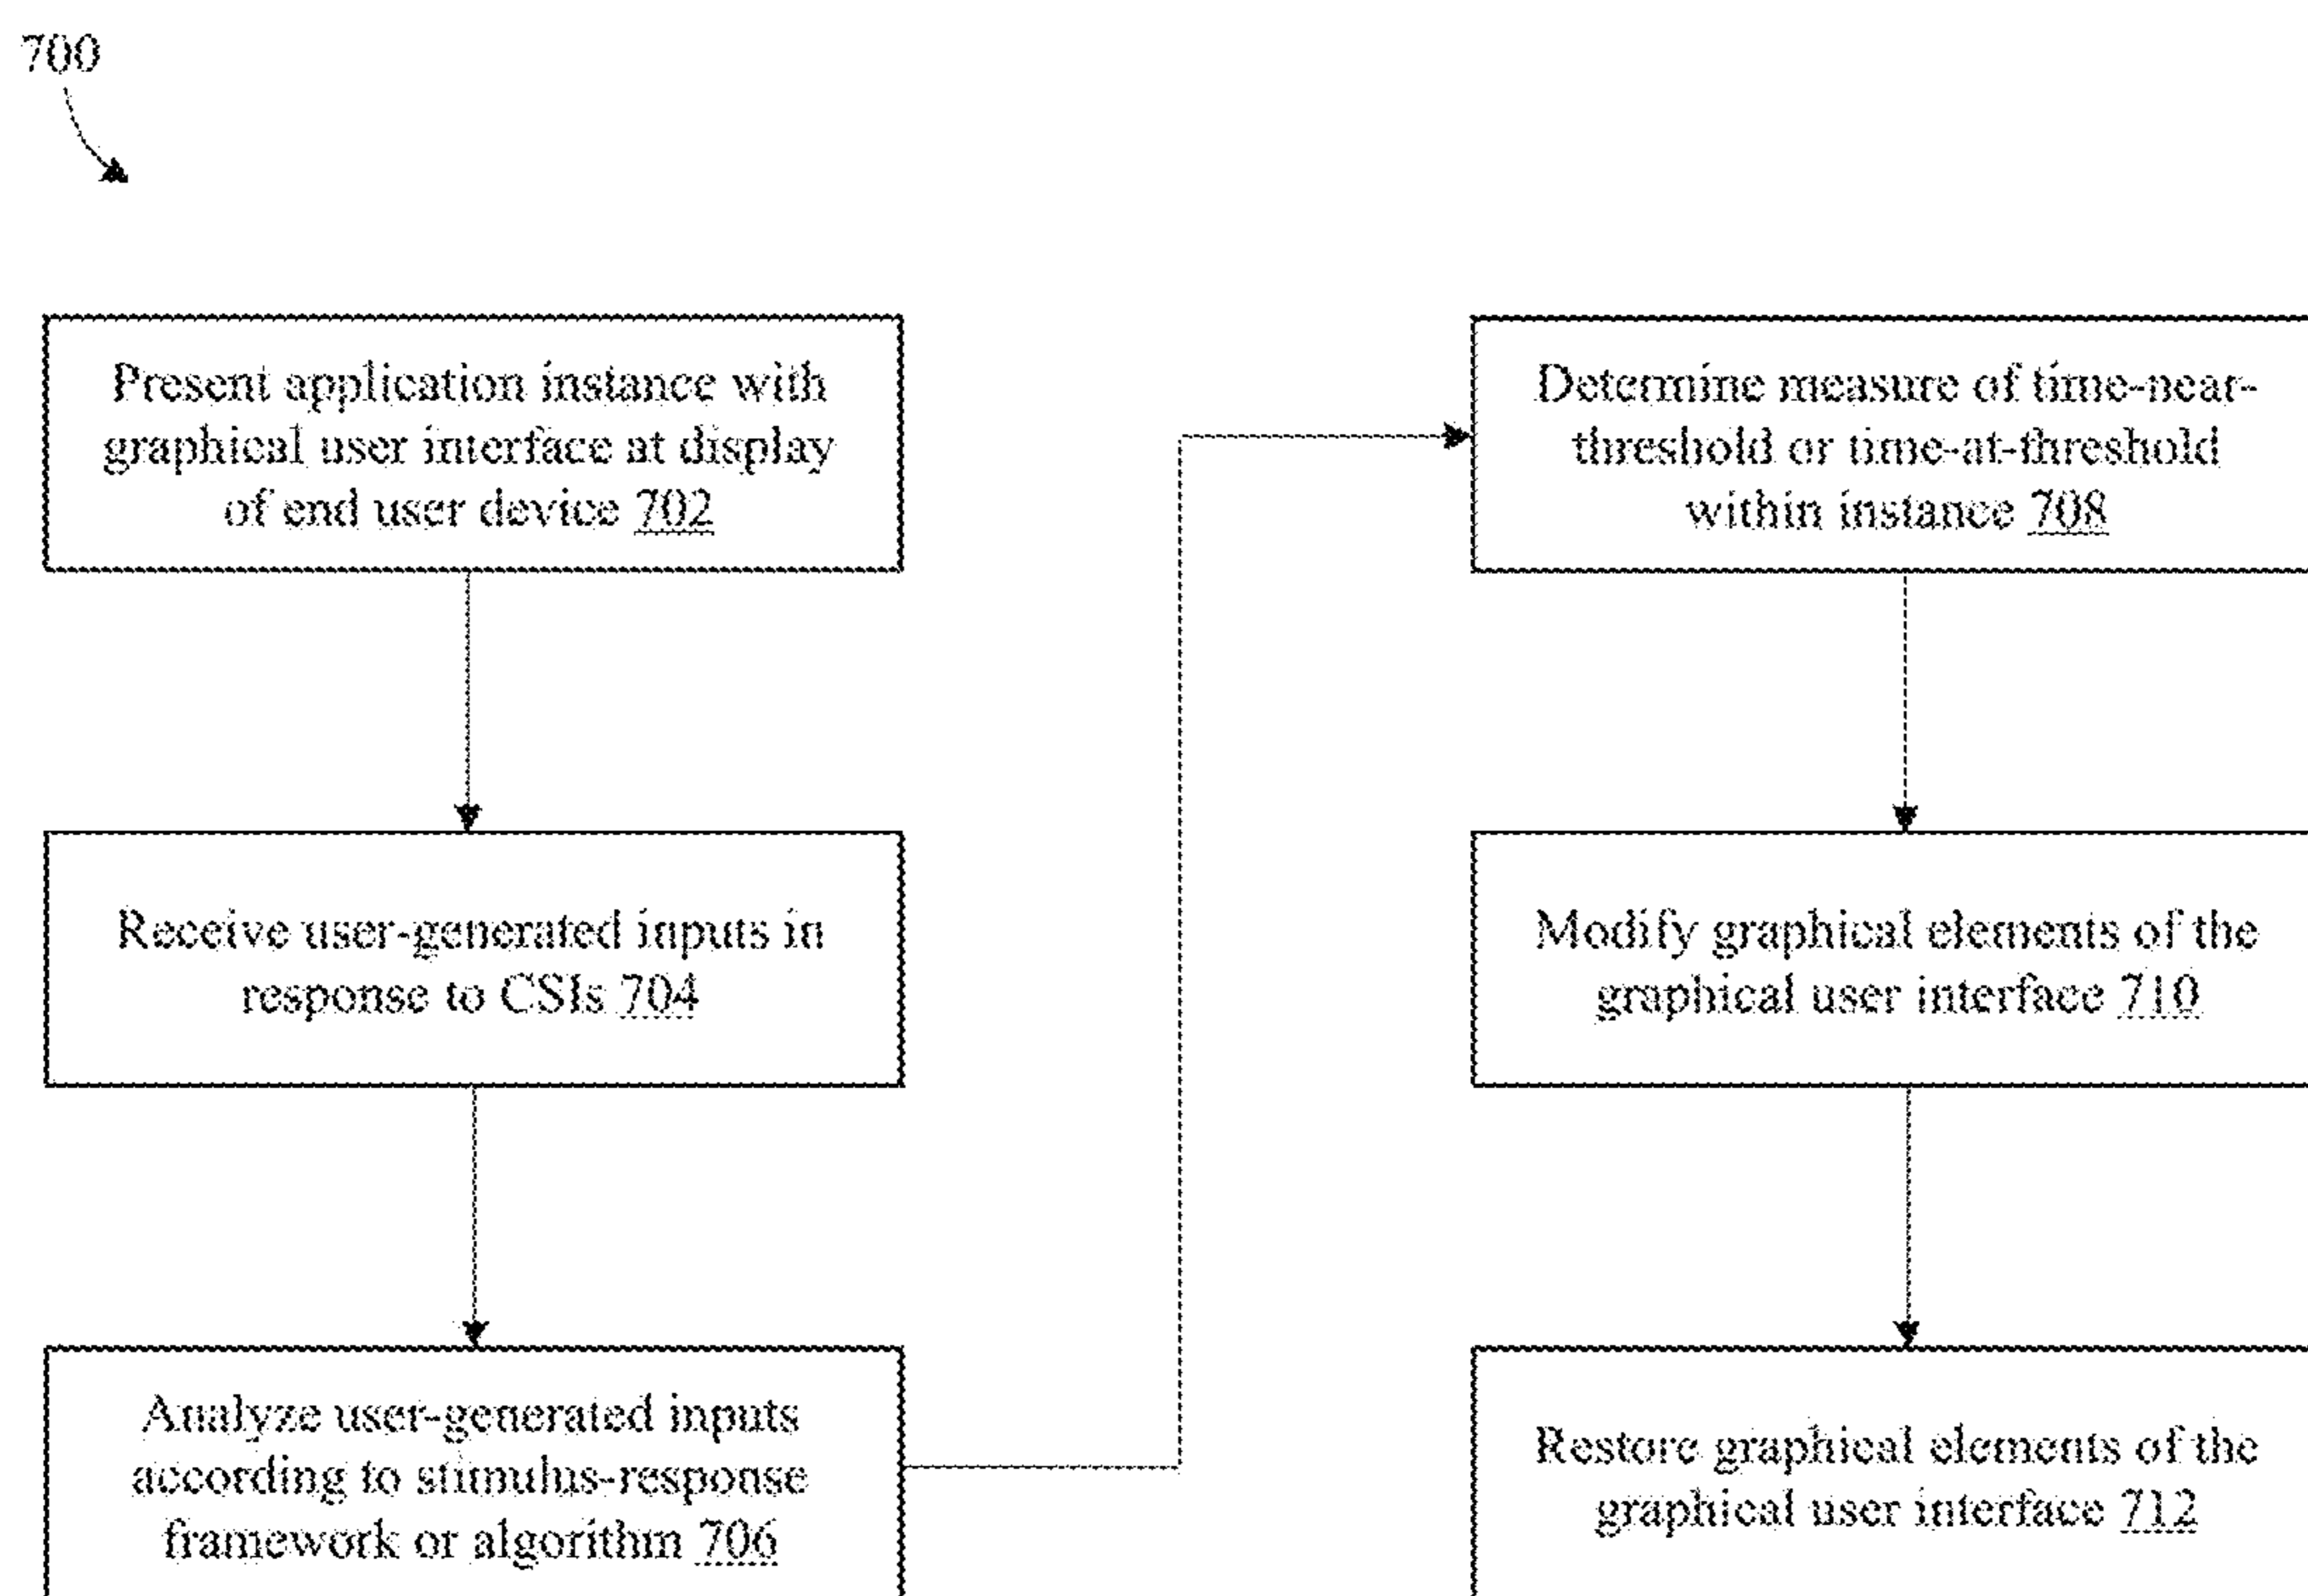 700
Present application instance with
graphical user interface at display
of end user device 702
Receive user-generated inputs in
response to CSIs 704
Analyze user-generated inputs
according to stimulus-response
framework or algorithm 706
Determine measure of time-near-
threshold or time-at-threshold
within instance 708
Modify graphical elements of the
graphical user interface 710
Restore graphical elements of the
graphical user interface 712